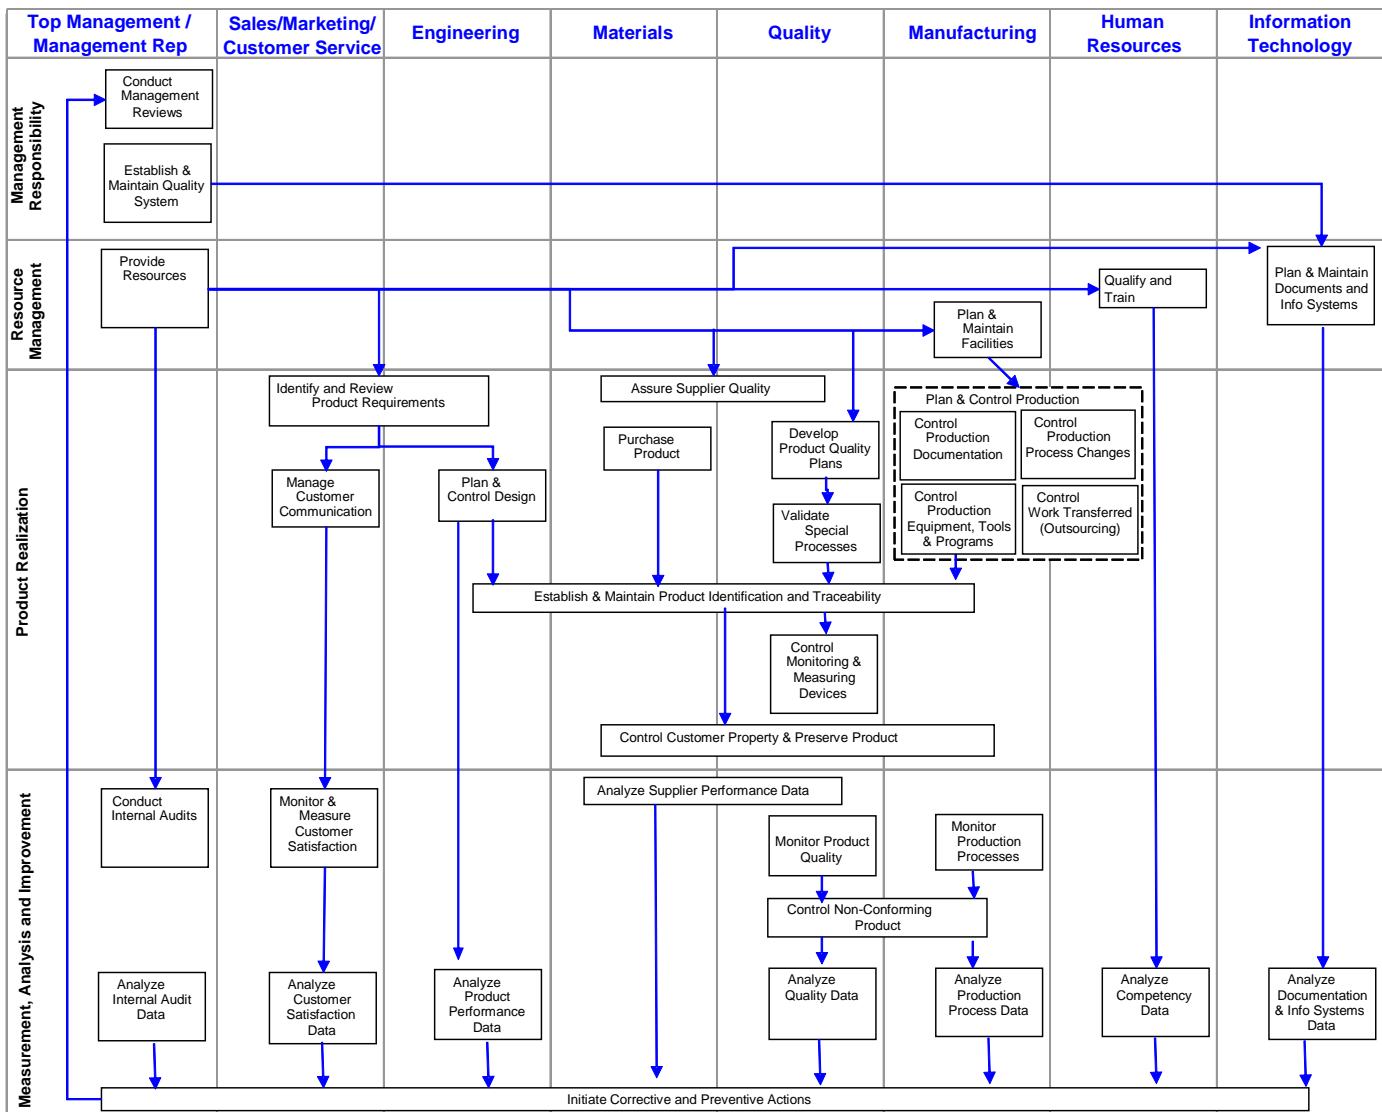 Top Management /
Management Rep
Sales/Marketing/
Customer Service
Engineering
Materials
Quality
Manufacturing
Human
Resources
Information
Technology
Management
Responsibility
Conduct
Management
Reviews
Establish &
Maintain Quality
System
Resource
Management
Provide
Resources
Plan &
Maintain
Facilities
Qualify and
Train
Plan & Maintain
Documents and
Info Systems
Product Realization
Identify and Review
Product Requirements
Assure Supplier Quality
Plan & Control Production
Control
Production
Documentation
Control
Production
Process Changes
Control
Production
Equipment, Tools
& Programs
Control
Work Transferred
(Outsourcing)
Purchase
Product
Develop
Product Quality
Plans
Manage
Customer
Communication
Plan &
Control Design
Validate
Special
Processes
Establish & Maintain Product Identification and Traceability
Control
Monitoring &
Measuring
Devices
Control Customer Property & Preserve Product
Measurement, Analysis and Improvement
Conduct
Internal Audits
Monitor &
Measure
Customer
Satisfaction
Analyze Supplier Performance Data
Monitor Product
Quality
Monitor
Production
Processes
Control Non-Conforming
Product
Analyze
Internal Audit
Data
Analyze
Customer
Satisfaction
Data
Analyze
Product
Performance
Data
Analyze
Quality Data
Analyze
Production
Process Data
Analyze
Competency
Data
Analyze
Documentation
& Info Systems
Data
Initiate Corrective and Preventive Actions